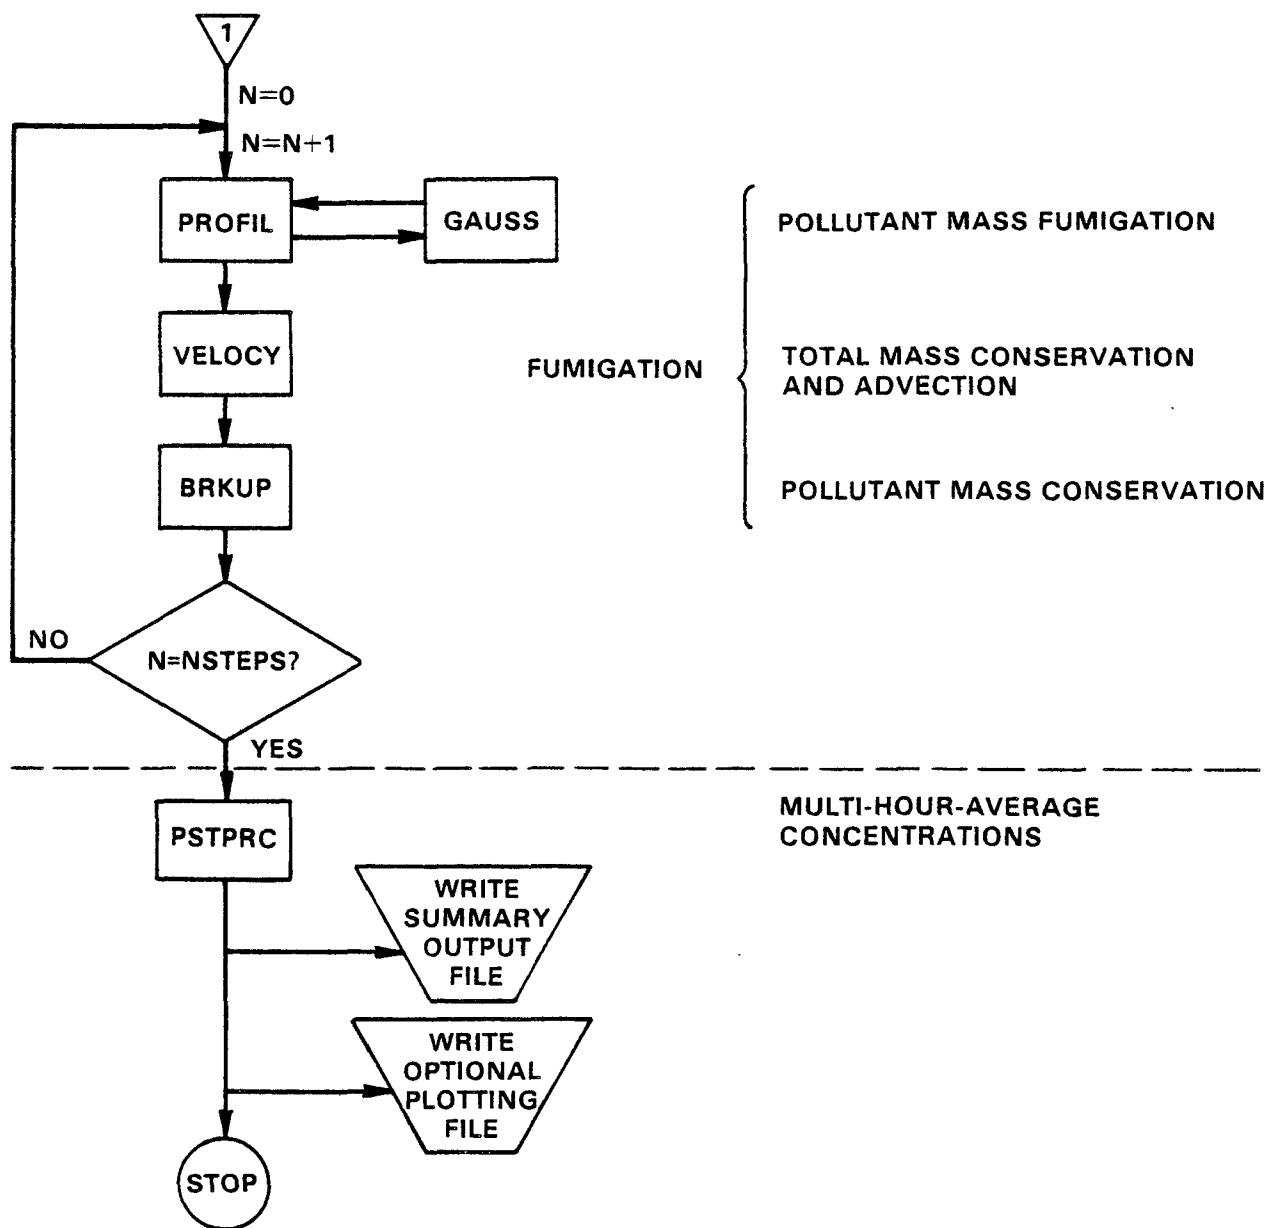 1
N=0
N=N+1
PROFIL
GAUSS
POLLUTANT MASS FUMIGATION
VELOCY
FUMIGATION
TOTAL MASS CONSERVATION
AND ADVECTION
BRKUP
POLLUTANT MASS CONSERVATION
NO
N=NSTEPS?
YES
PSTPRC
MULTI-HOUR-AVERAGE
CONCENTRATIONS
WRITE
SUMMARY
OUTPUT
FILE
WRITE
OPTIONAL
PLOTTING
FILE
STOP